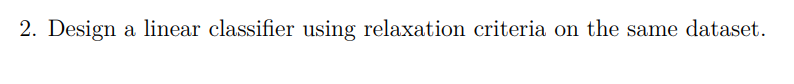 2. Design a linear classifier using relaxation criteria on the same dataset.